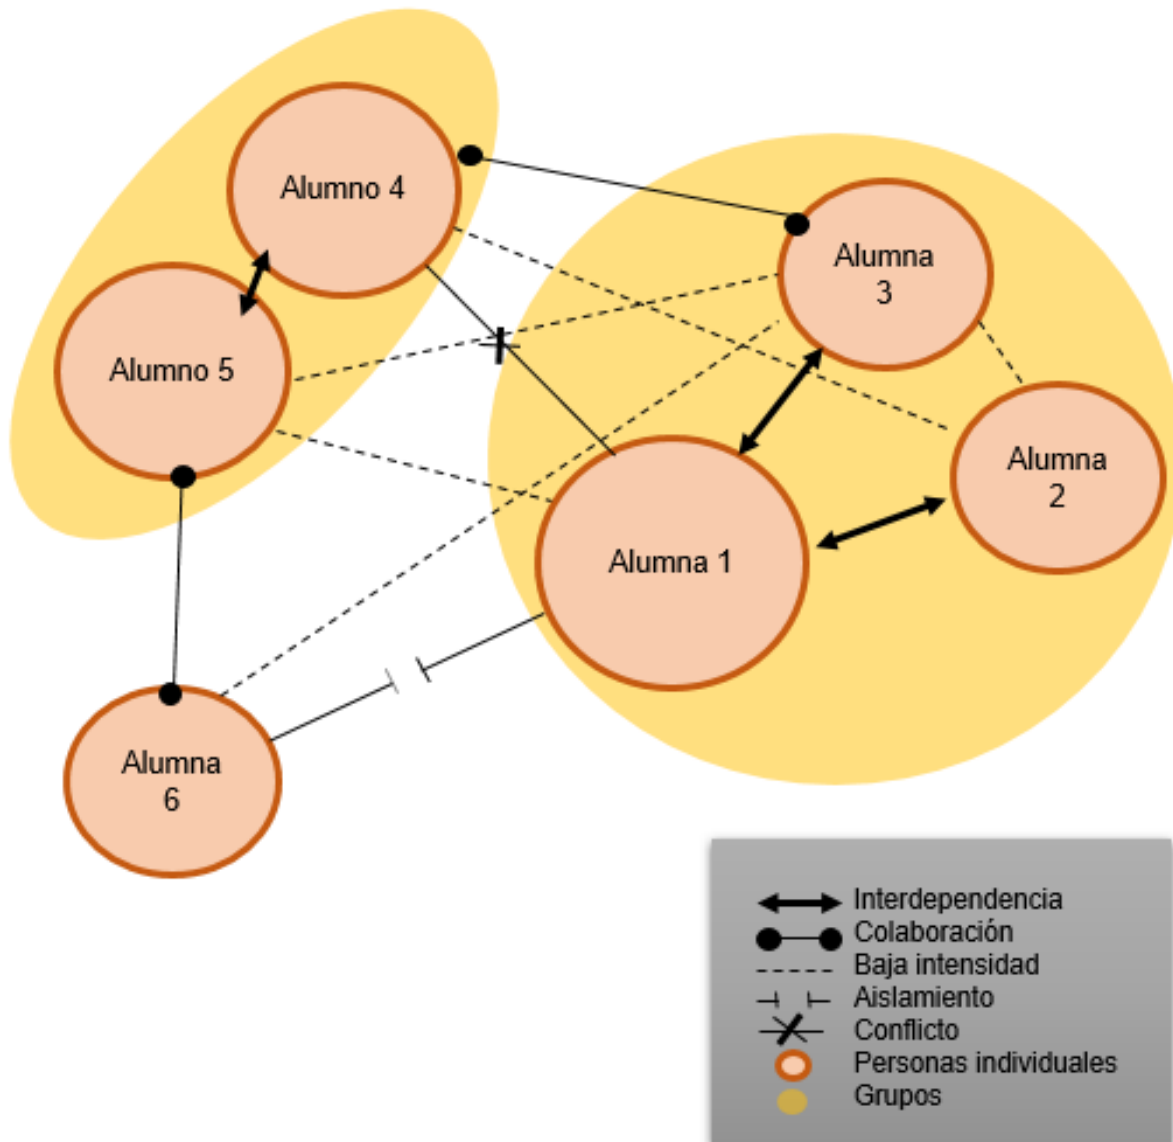 Alumno 4
Alumna
3
Alumno 5
Alumna
2
Alumna 1
Alumna
6
Interdependencia
Colaboración
Baja intensidad
Aislamiento
Conflicto
Personas individuales
Grupos